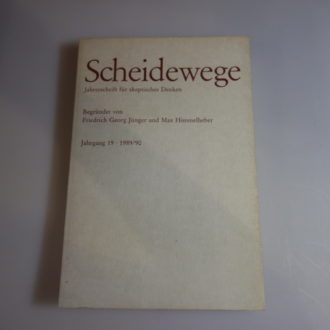 Scheidewege
Jahresschrift für skeptisches Denken
Begründet von
Friedrich Georg Jünger und Max Himmelheber
Jahrgang 19 · 1989/90